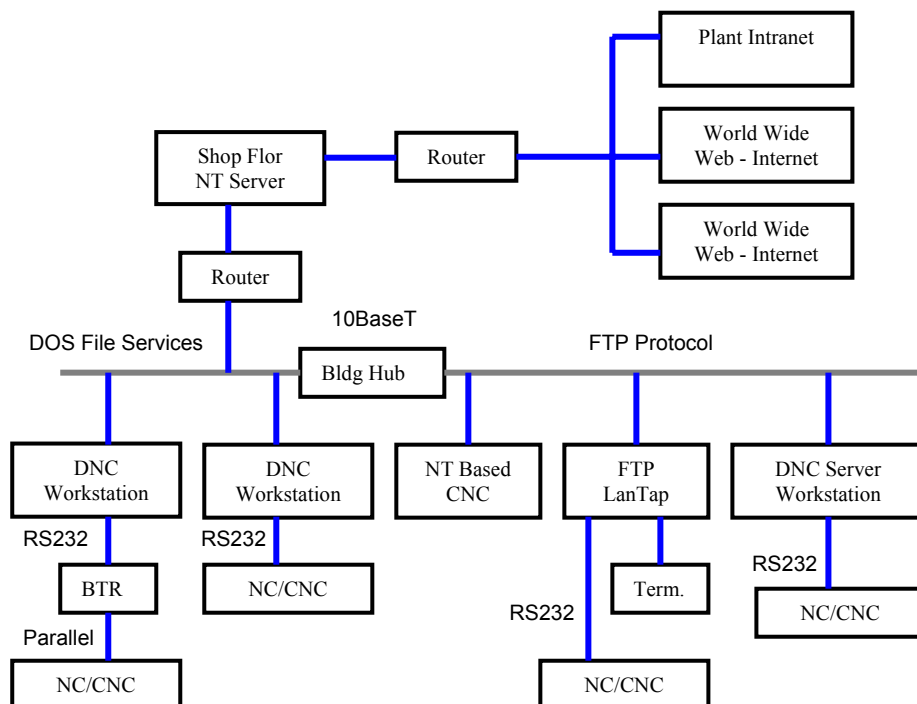 Plant Intranet
World Wide
Web - Internet
World Wide
Web - Internet
Shop Flor
NT Server
Router
Router
10BaseT
DOS File Services
FTP Protocol
Bldg Hub
DNC
Workstation
DNC
Workstation
NT Based
CNC
FTP
LanTap
DNC Server
Workstation
RS232
RS232
RS232
RS232
BTR
NC/CNC
Term.
NC/CNC
Parallel
NC/CNC
NC/CNC